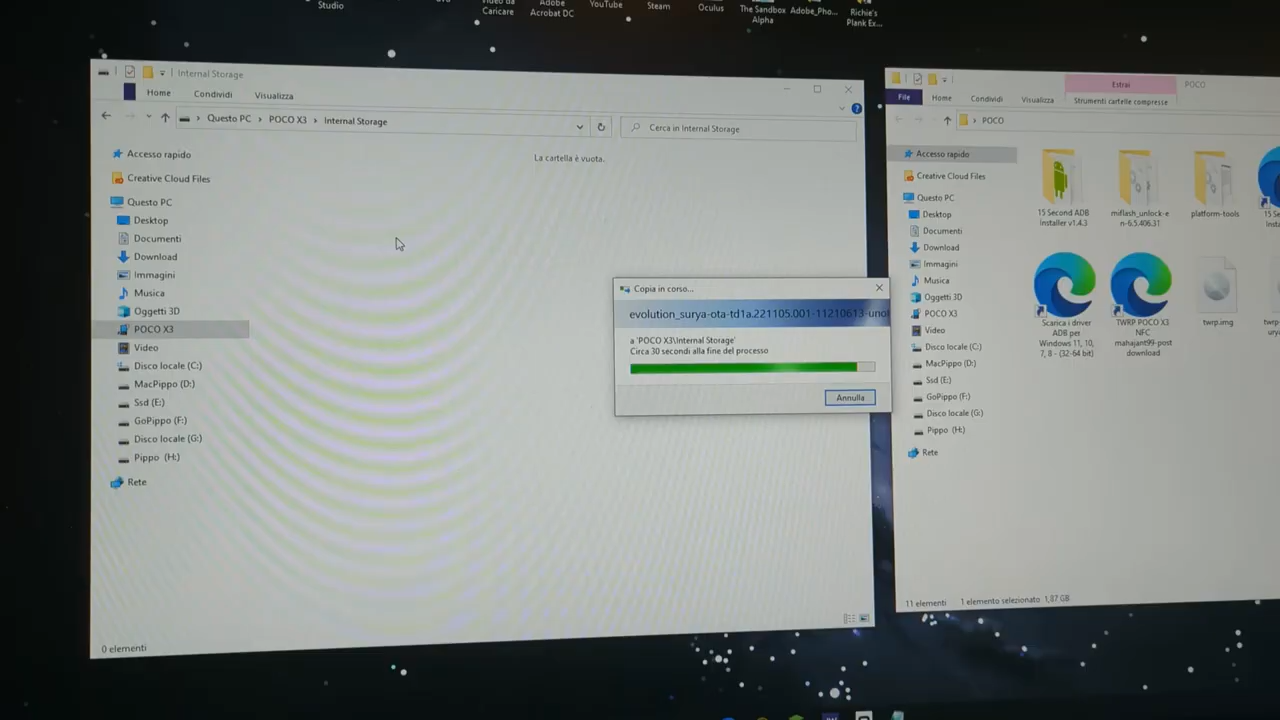 Studio
Caricare
Adobe
Acrobat DC
YouTube
Steam
Oculus
The Sandbox
Alpha
Adobe_Pho...
Richie's
Plank Ex...
Internal Storage
Home
Condividi
Visualizza
Questo PC
POCO X3
Internal Storage
Cerca in Internal Storage
La cartella è vuota.
Accesso rapido
Creative Cloud Files
Questo PC
Desktop
Documenti
Download
Immagini
Musica
Oggetti 3D
POCO X3
Video
Disco locale (C:)
MacPippo (D:)
Ssd (E:)
GoPippo (F:)
Disco locale (G:)
Pippo (H:)
Rete
0 elementi
Copia in corso...
evolution_surya-ota-td1a.221105.001-11210613-unof
a 'POCO X3\Internal Storage'
Circa 30 secondi alla fine del processo
Annulla
Estrai
POCO
File
Home
Condividi
Visualizza
Strumenti cartelle compresse
POCO
Accesso rapido
Creative Cloud Files
Questo PC
Desktop
Documenti
Download
Immagini
Musica
Oggetti 3D
POCO X3
Video
Disco locale (C:)
MacPippo (D:)
Ssd (E:)
GoPippo (F:)
Disco locale (G:)
Pippo (H:)
Rete
15 Second ADB
Installer v1.4.3
miflash_unlock-e
n-6.5.406.31
platform-tools
Scarica i driver
ADB per
Windows 11, 10,
7, 8 - (32-64 bit)
TWRP POCO X3
NFC
mahajant99-post
download
twrp.img
11 elementi
1 elemento selezionato 1,87 GB